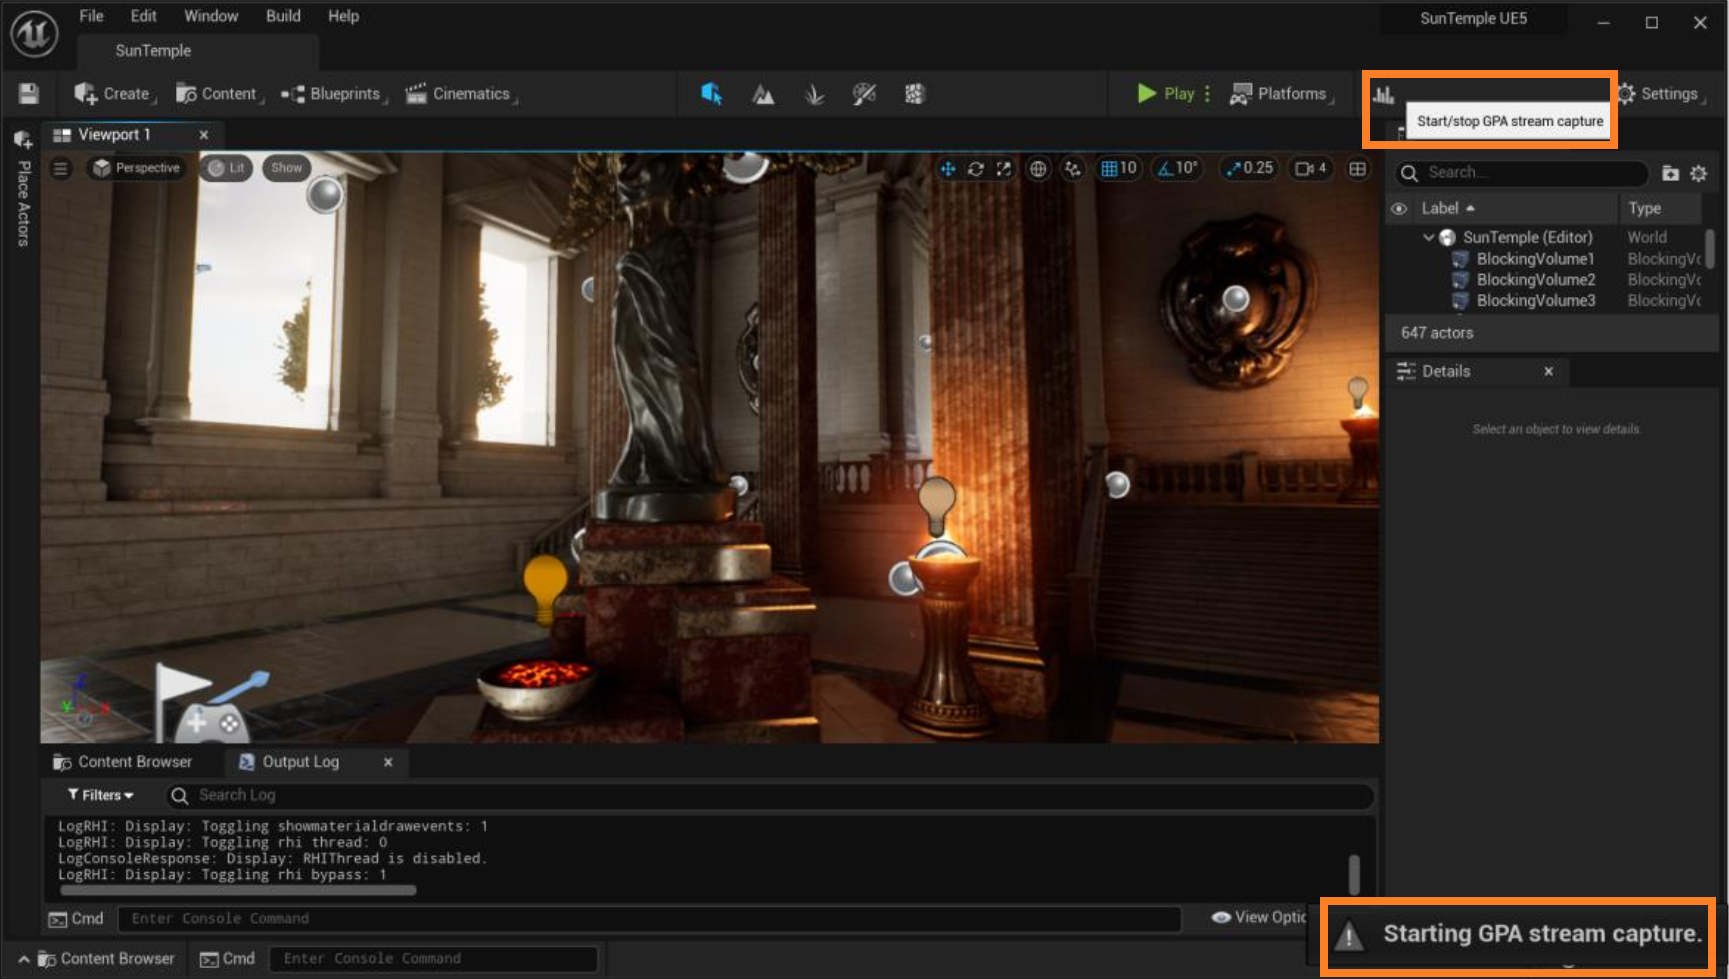 File Edit Window Build Help
SunTemple UE5
SunTemple
Create Content Blueprints Cinematics
Play Platforms
Settings
Start/stop GPA stream capture
Viewport 1
Place Actors
Perspective Lit Show
10 10° 0.25 4
Search...
Label Type
SunTemple (Editor) World
BlockingVolume1
BlockingVolume2
BlockingVolume3
647 actors
Details
Select an object to view details.
Content Browser Output Log
Filters Search Log
LogRHI: Display: Toggling showmaterialdrawevents: 1
LogRHI: Display: Toggling rhi thread: 0
LogConsoleResponse: Display: RHIThread is disabled.
LogRHI: Display: Toggling rhi bypass: 1
Cmd Enter Console Command
View Optio
Starting GPA stream capture.
Content Browser Cmd Enter Console Command